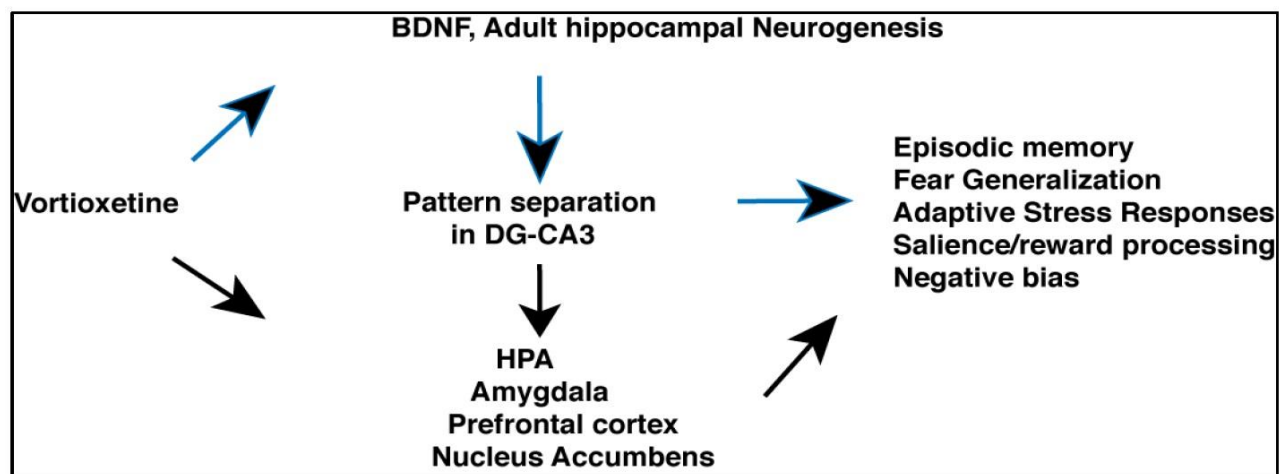 BDNF, Adult hippocampal Neurogenesis
Vortioxetine
Pattern separation
in DG-CA3
HPA
Amygdala
Prefrontal cortex
Nucleus Accumbens
Episodic memory
Fear Generalization
Adaptive Stress Responses
Salience/reward processing
Negative bias